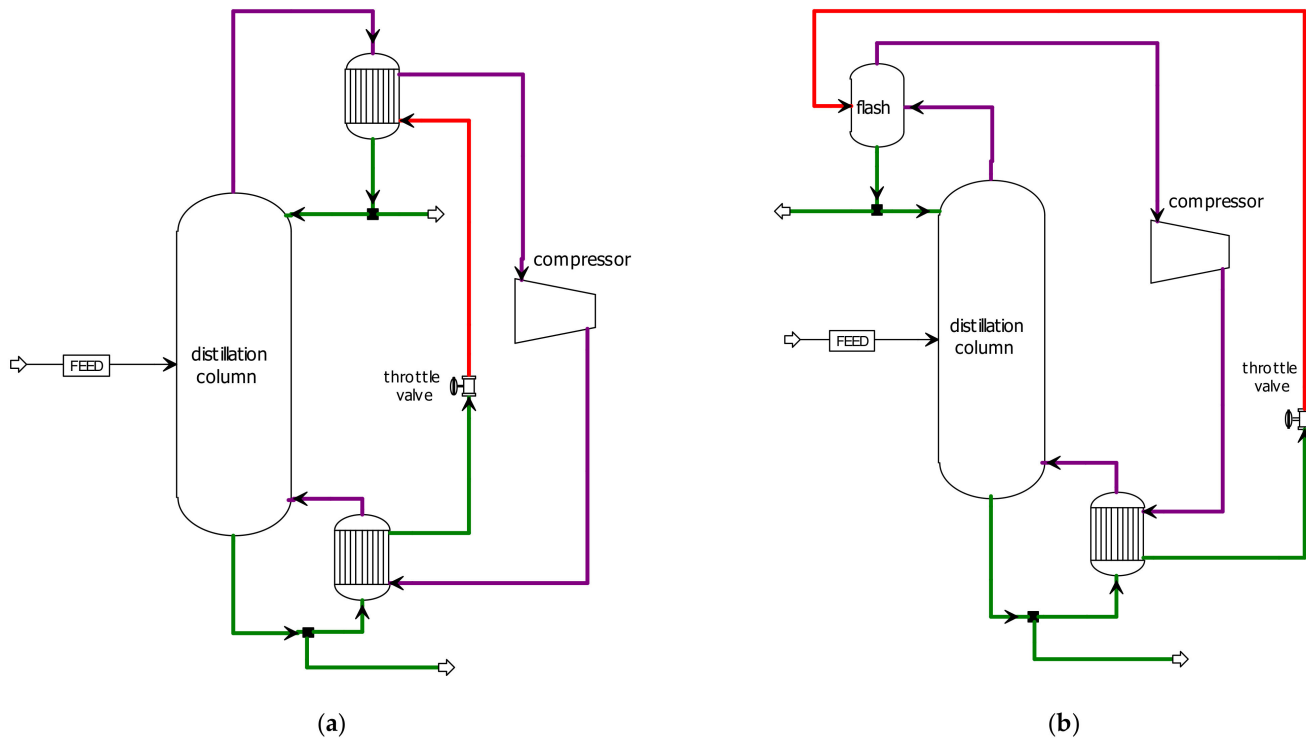 compressor
distillation
column
FEED
throttle
valve
(a)
flash
compressor
distillation
column
FEED
throttle
valve
(b)